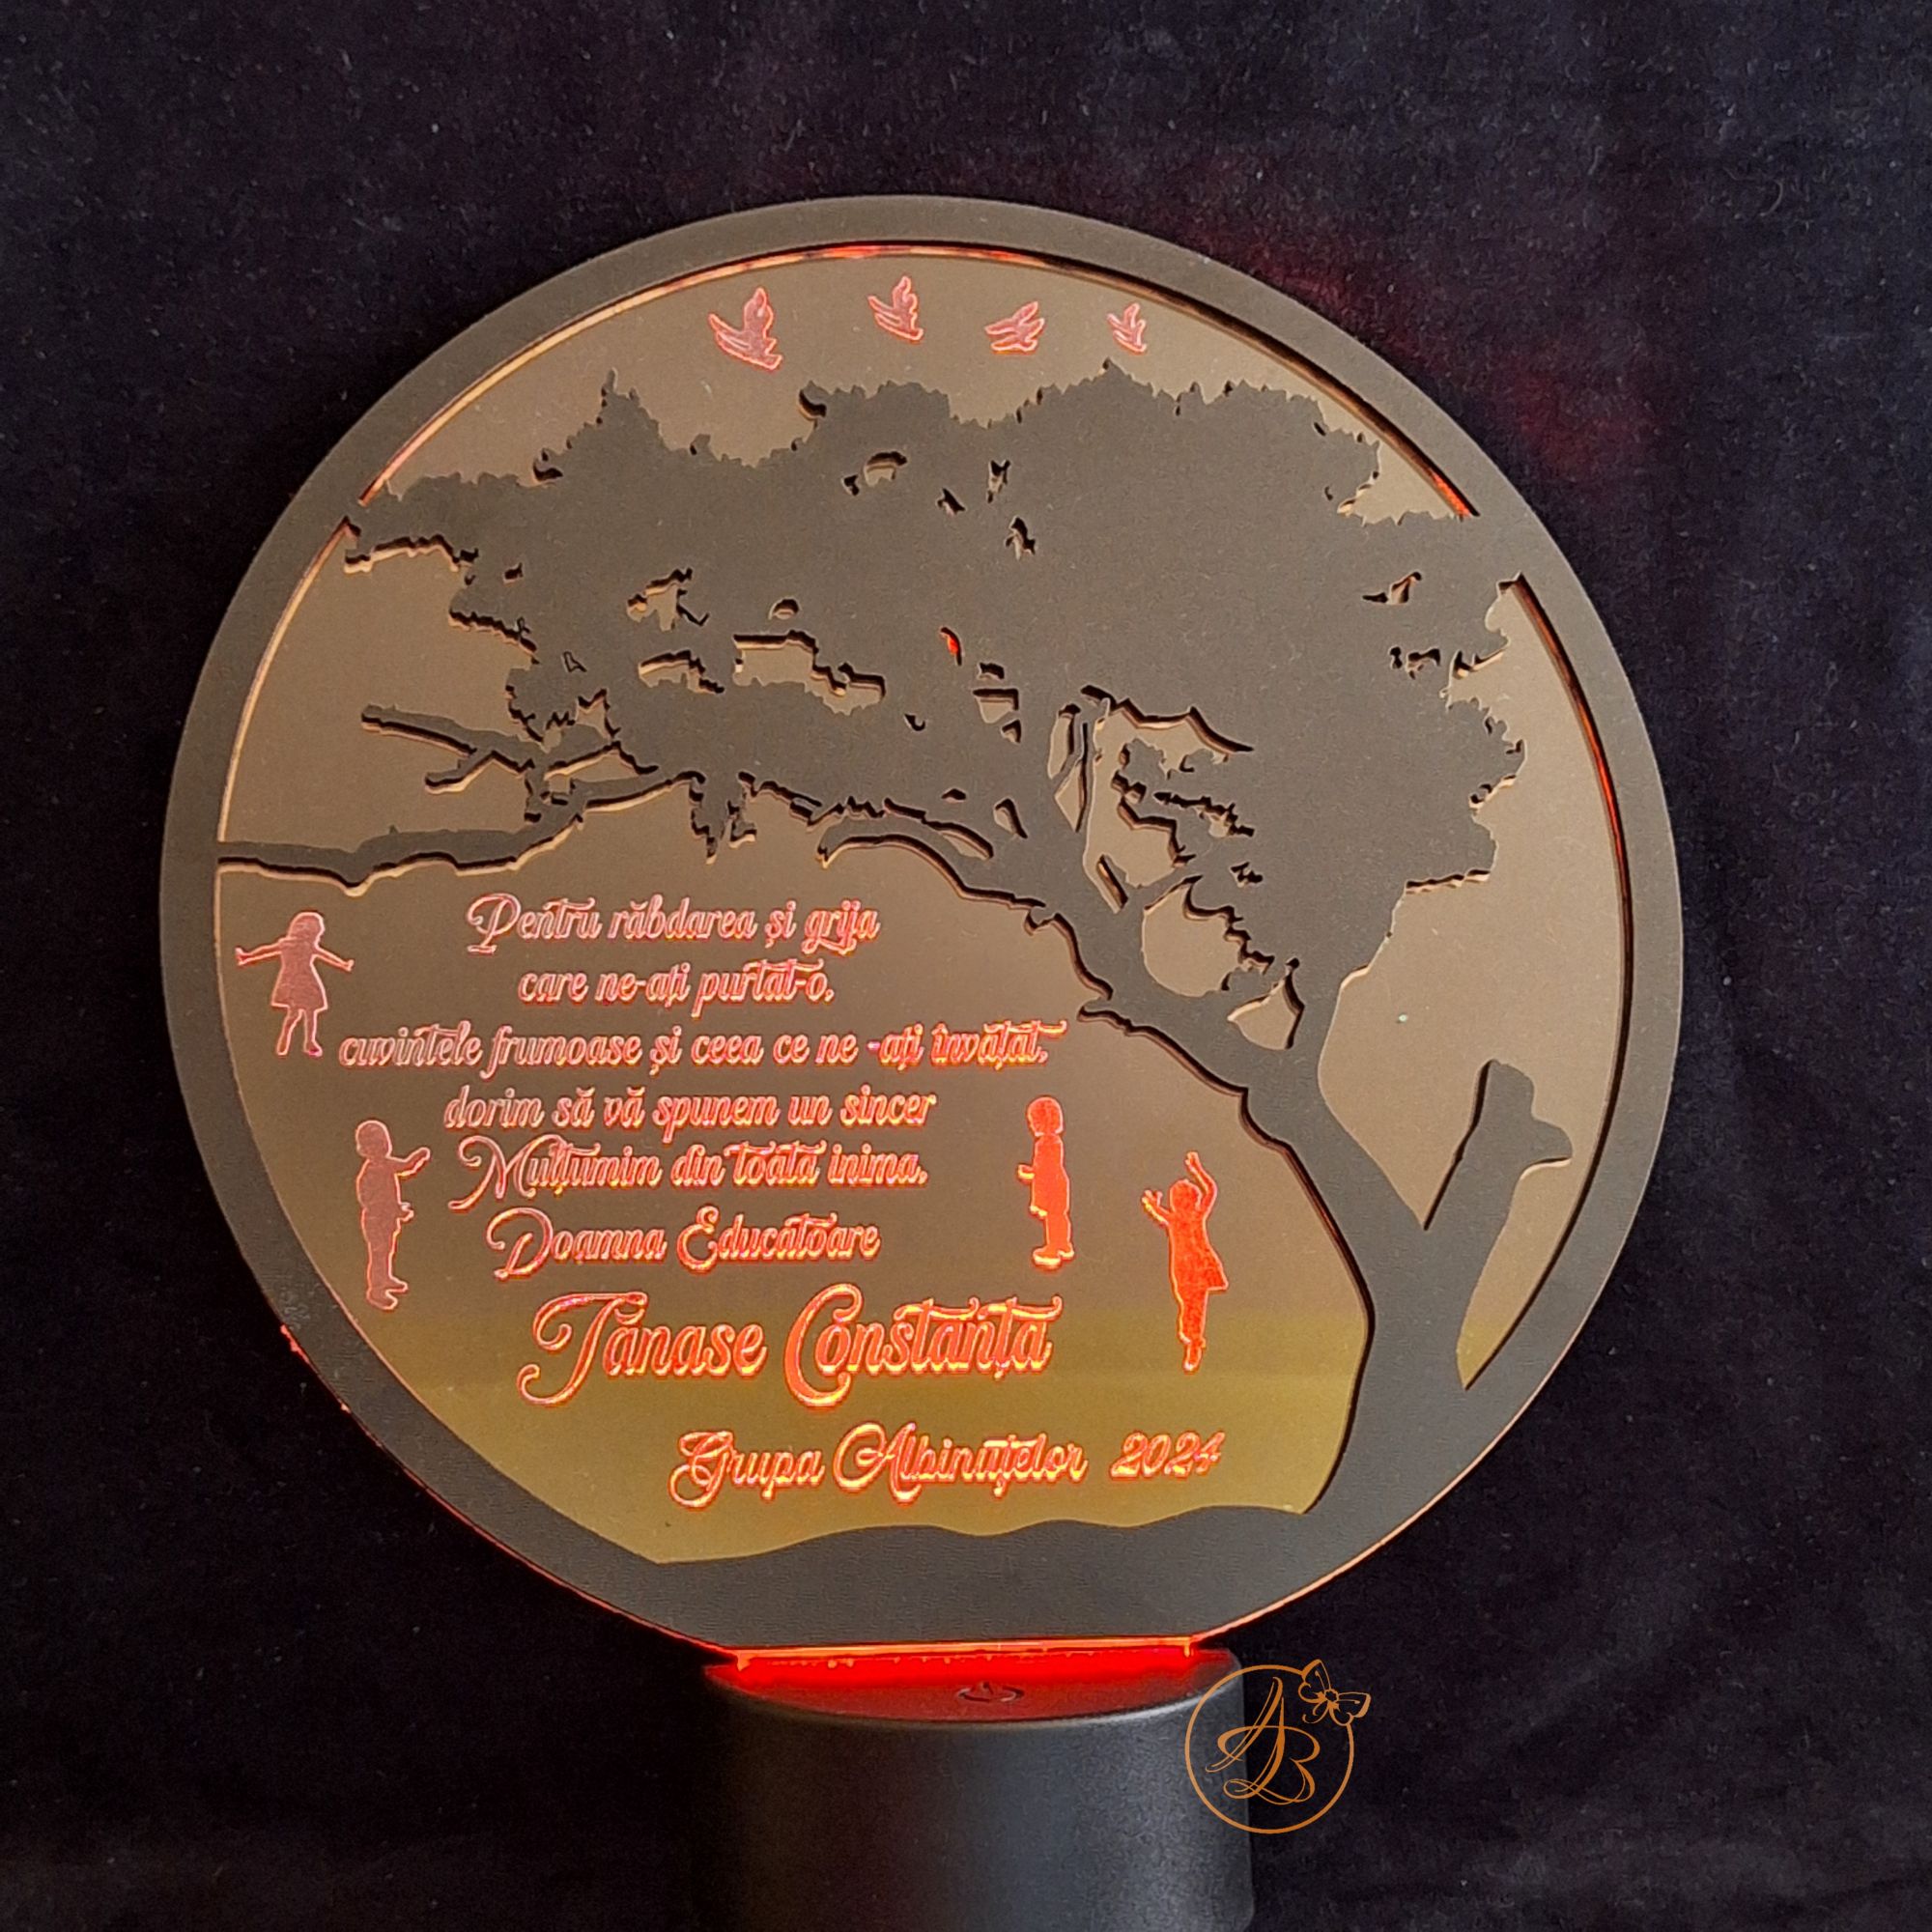 Pentru răbdarea și grija
care ne-ați purtat-o,
cuvintele frumoase și ceea ce ne -ați învățat,
dorim să vă spunem un sincer
Mulțumim din toată inima,
Doamna Educatoare
Tanase Constanța
Grupa Albinuțelor 2024
AB